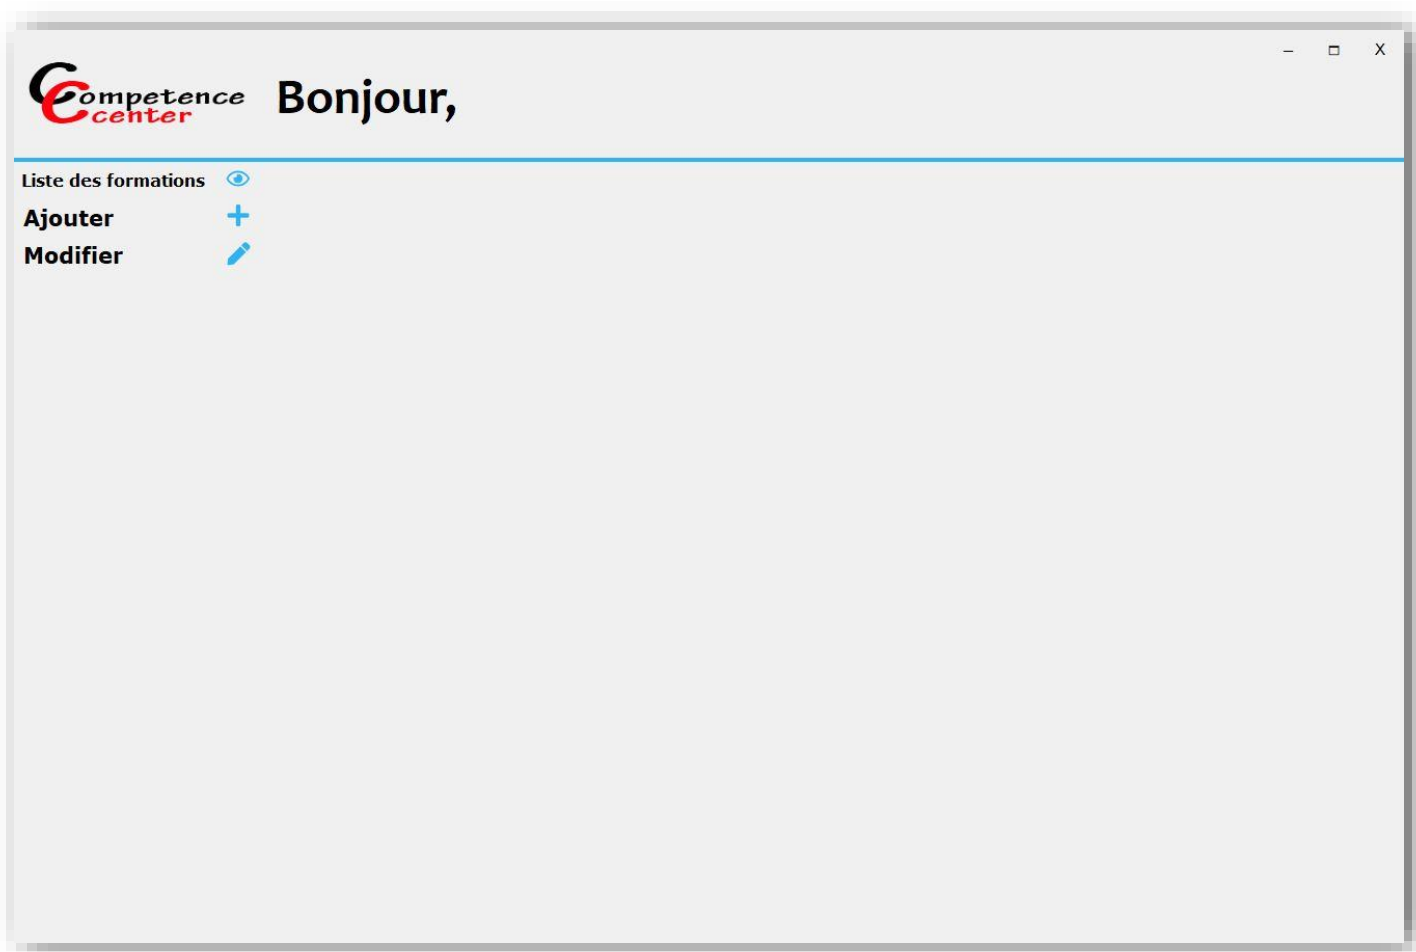 Competence
center
Bonjour,
Liste des formations
Ajouter
Modifier